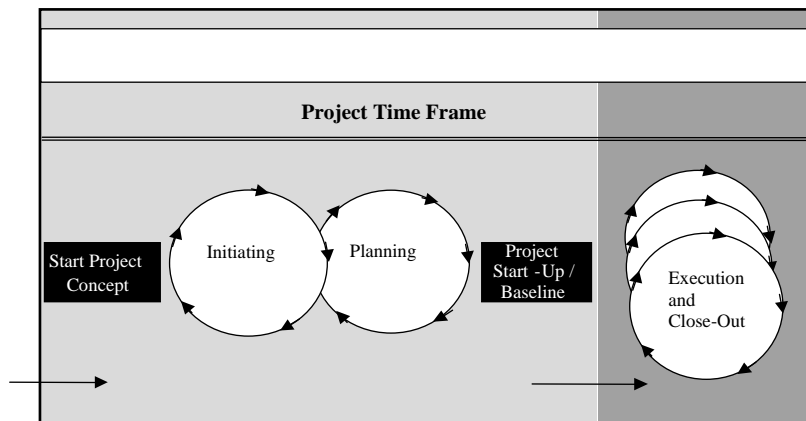 Project Time Frame
Start Project
Concept
Initiating
Planning
Project
Start -Up /
Baseline
Execution
and
Close-Out